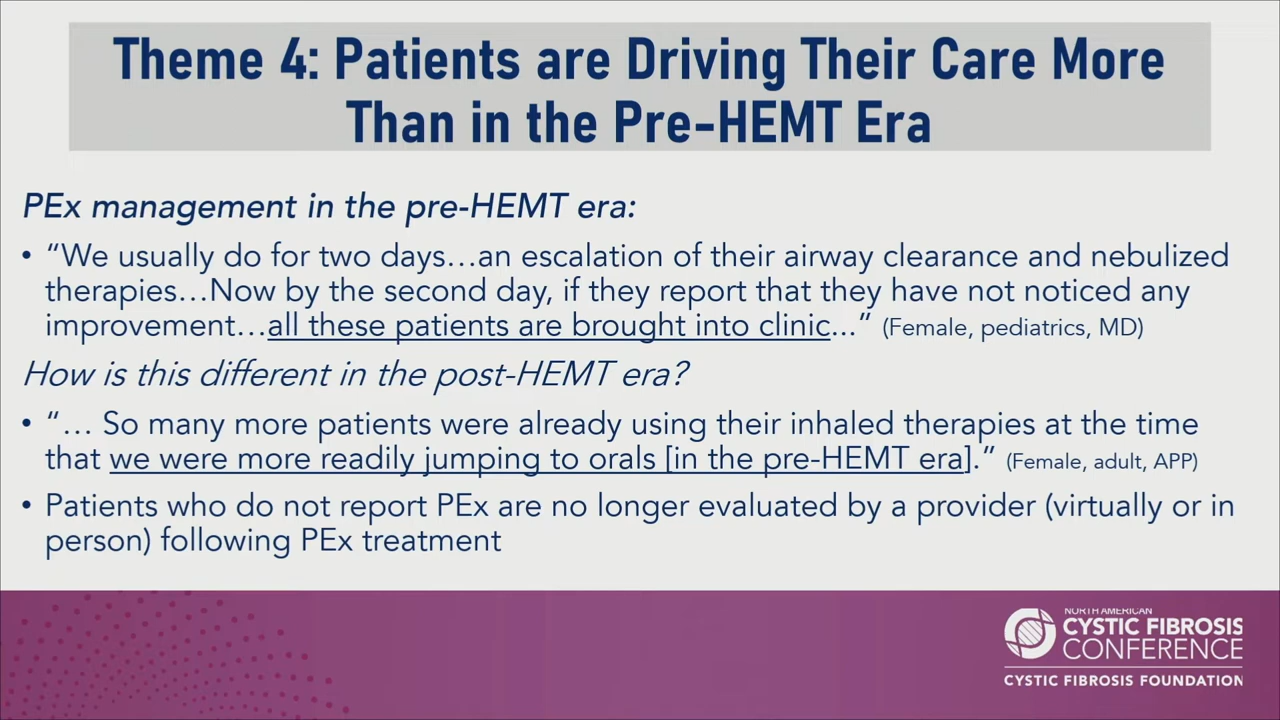 Theme 4: Patients are Driving Their Care More
Than in the Pre-HEMT Era
PEx management in the pre-HEMT era:
• “We usually do for two days…an escalation of their airway clearance and nebulized
therapies…Now by the second day, if they report that they have not noticed any
improvement…all these patients are brought into clinic...” (Female, pediatrics, MD)
How is this different in the post-HEMT era?
• “… So many more patients were already using their inhaled therapies at the time
that we were more readily jumping to orals [in the pre-HEMT era].” (Female, adult, APP)
• Patients who do not report PEx are no longer evaluated by a provider (virtually or in
person) following PEx treatment
NORTH AMERICAN
CYSTIC FIBROSIS
CONFERENCE
CYSTIC FIBROSIS FOUNDATION